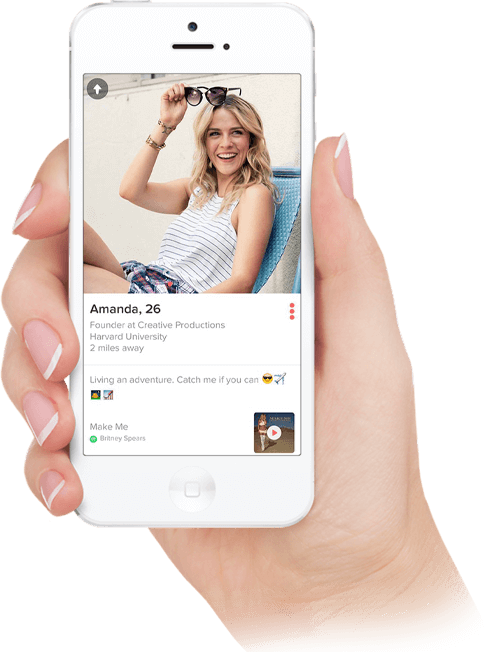 Amanda, 26
Founder at Creative Productions
Harvard University
2 miles away
Living an adventure. Catch me if you can 😎 🛩
Make Me
Britney Spears